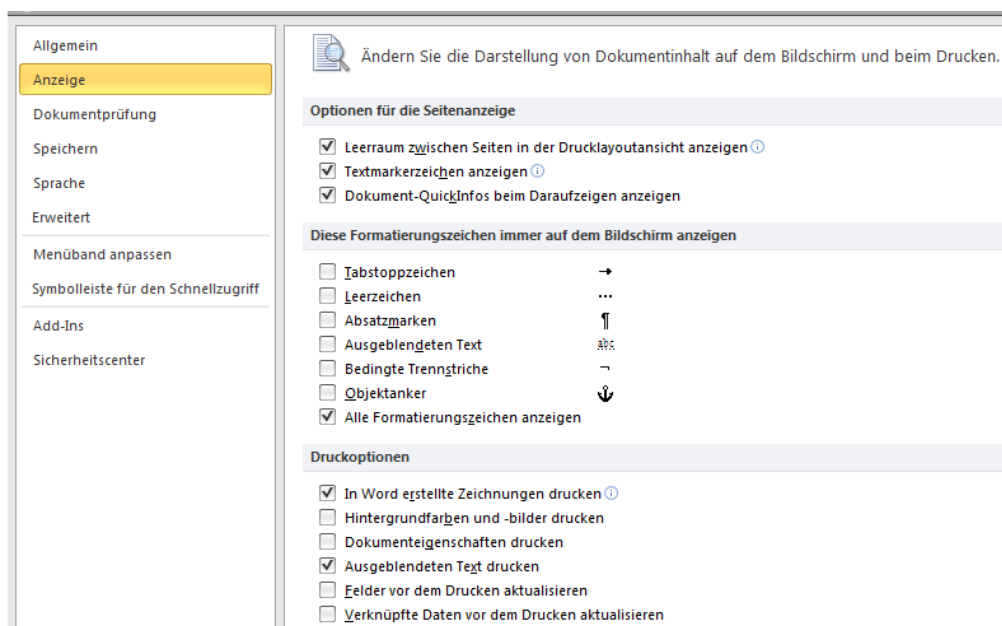 Allgemein
Anzeige
Dokumentprüfung
Speichern
Sprache
Erweitert
Menüband anpassen
Symbolleiste für den Schnellzugriff
Add-Ins
Sicherheitscenter
Ändern Sie die Darstellung von Dokumentinhalt auf dem Bildschirm und beim Drucken.
Optionen für die Seitenanzeige
Leerraum zwischen Seiten in der Drucklayoutansicht anzeigen
Textmarkerzeichen anzeigen
Dokument-QuickInfos beim Daraufzeigen anzeigen
Diese Formatierungszeichen immer auf dem Bildschirm anzeigen
Tabstoppzeichen →
Leerzeichen ···
Absatzmarken ¶
Ausgeblendeten Text abc
Bedingte Trennstriche ¬
Objektanker
Alle Formatierungszeichen anzeigen
Druckoptionen
In Word erstellte Zeichnungen drucken
Hintergrundfarben und -bilder drucken
Dokumenteigenschaften drucken
Ausgeblendeten Text drucken
Felder vor dem Drucken aktualisieren
Verknüpfte Daten vor dem Drucken aktualisieren